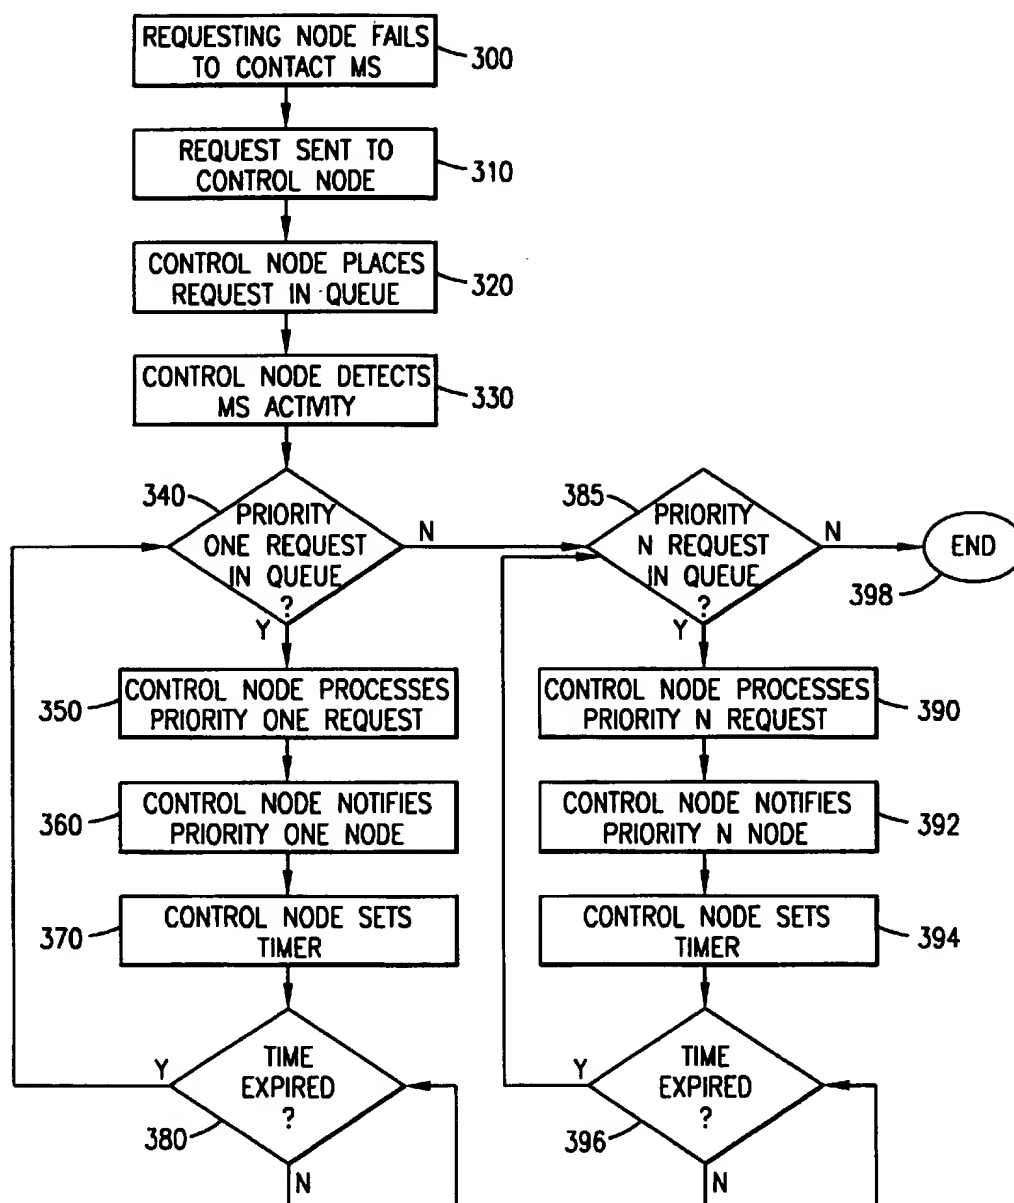 REQUESTING NODE FAILS
TO CONTACT MS
300
REQUEST SENT TO
CONTROL NODE
310
CONTROL NODE PLACES
REQUEST IN QUEUE
320
CONTROL NODE DETECTS
MS ACTIVITY
330
340
PRIORITY
ONE REQUEST
IN QUEUE
?
N
Y
385
PRIORITY
N REQUEST
IN QUEUE
?
N
Y
END
398
350
CONTROL NODE PROCESSES
PRIORITY ONE REQUEST
CONTROL NODE PROCESSES
PRIORITY N REQUEST
390
360
CONTROL NODE NOTIFIES
PRIORITY ONE NODE
CONTROL NODE NOTIFIES
PRIORITY N NODE
392
370
CONTROL NODE SETS
TIMER
CONTROL NODE SETS
TIMER
394
Y
TIME
EXPIRED
?
380
N
Y
TIME
EXPIRED
?
396
N